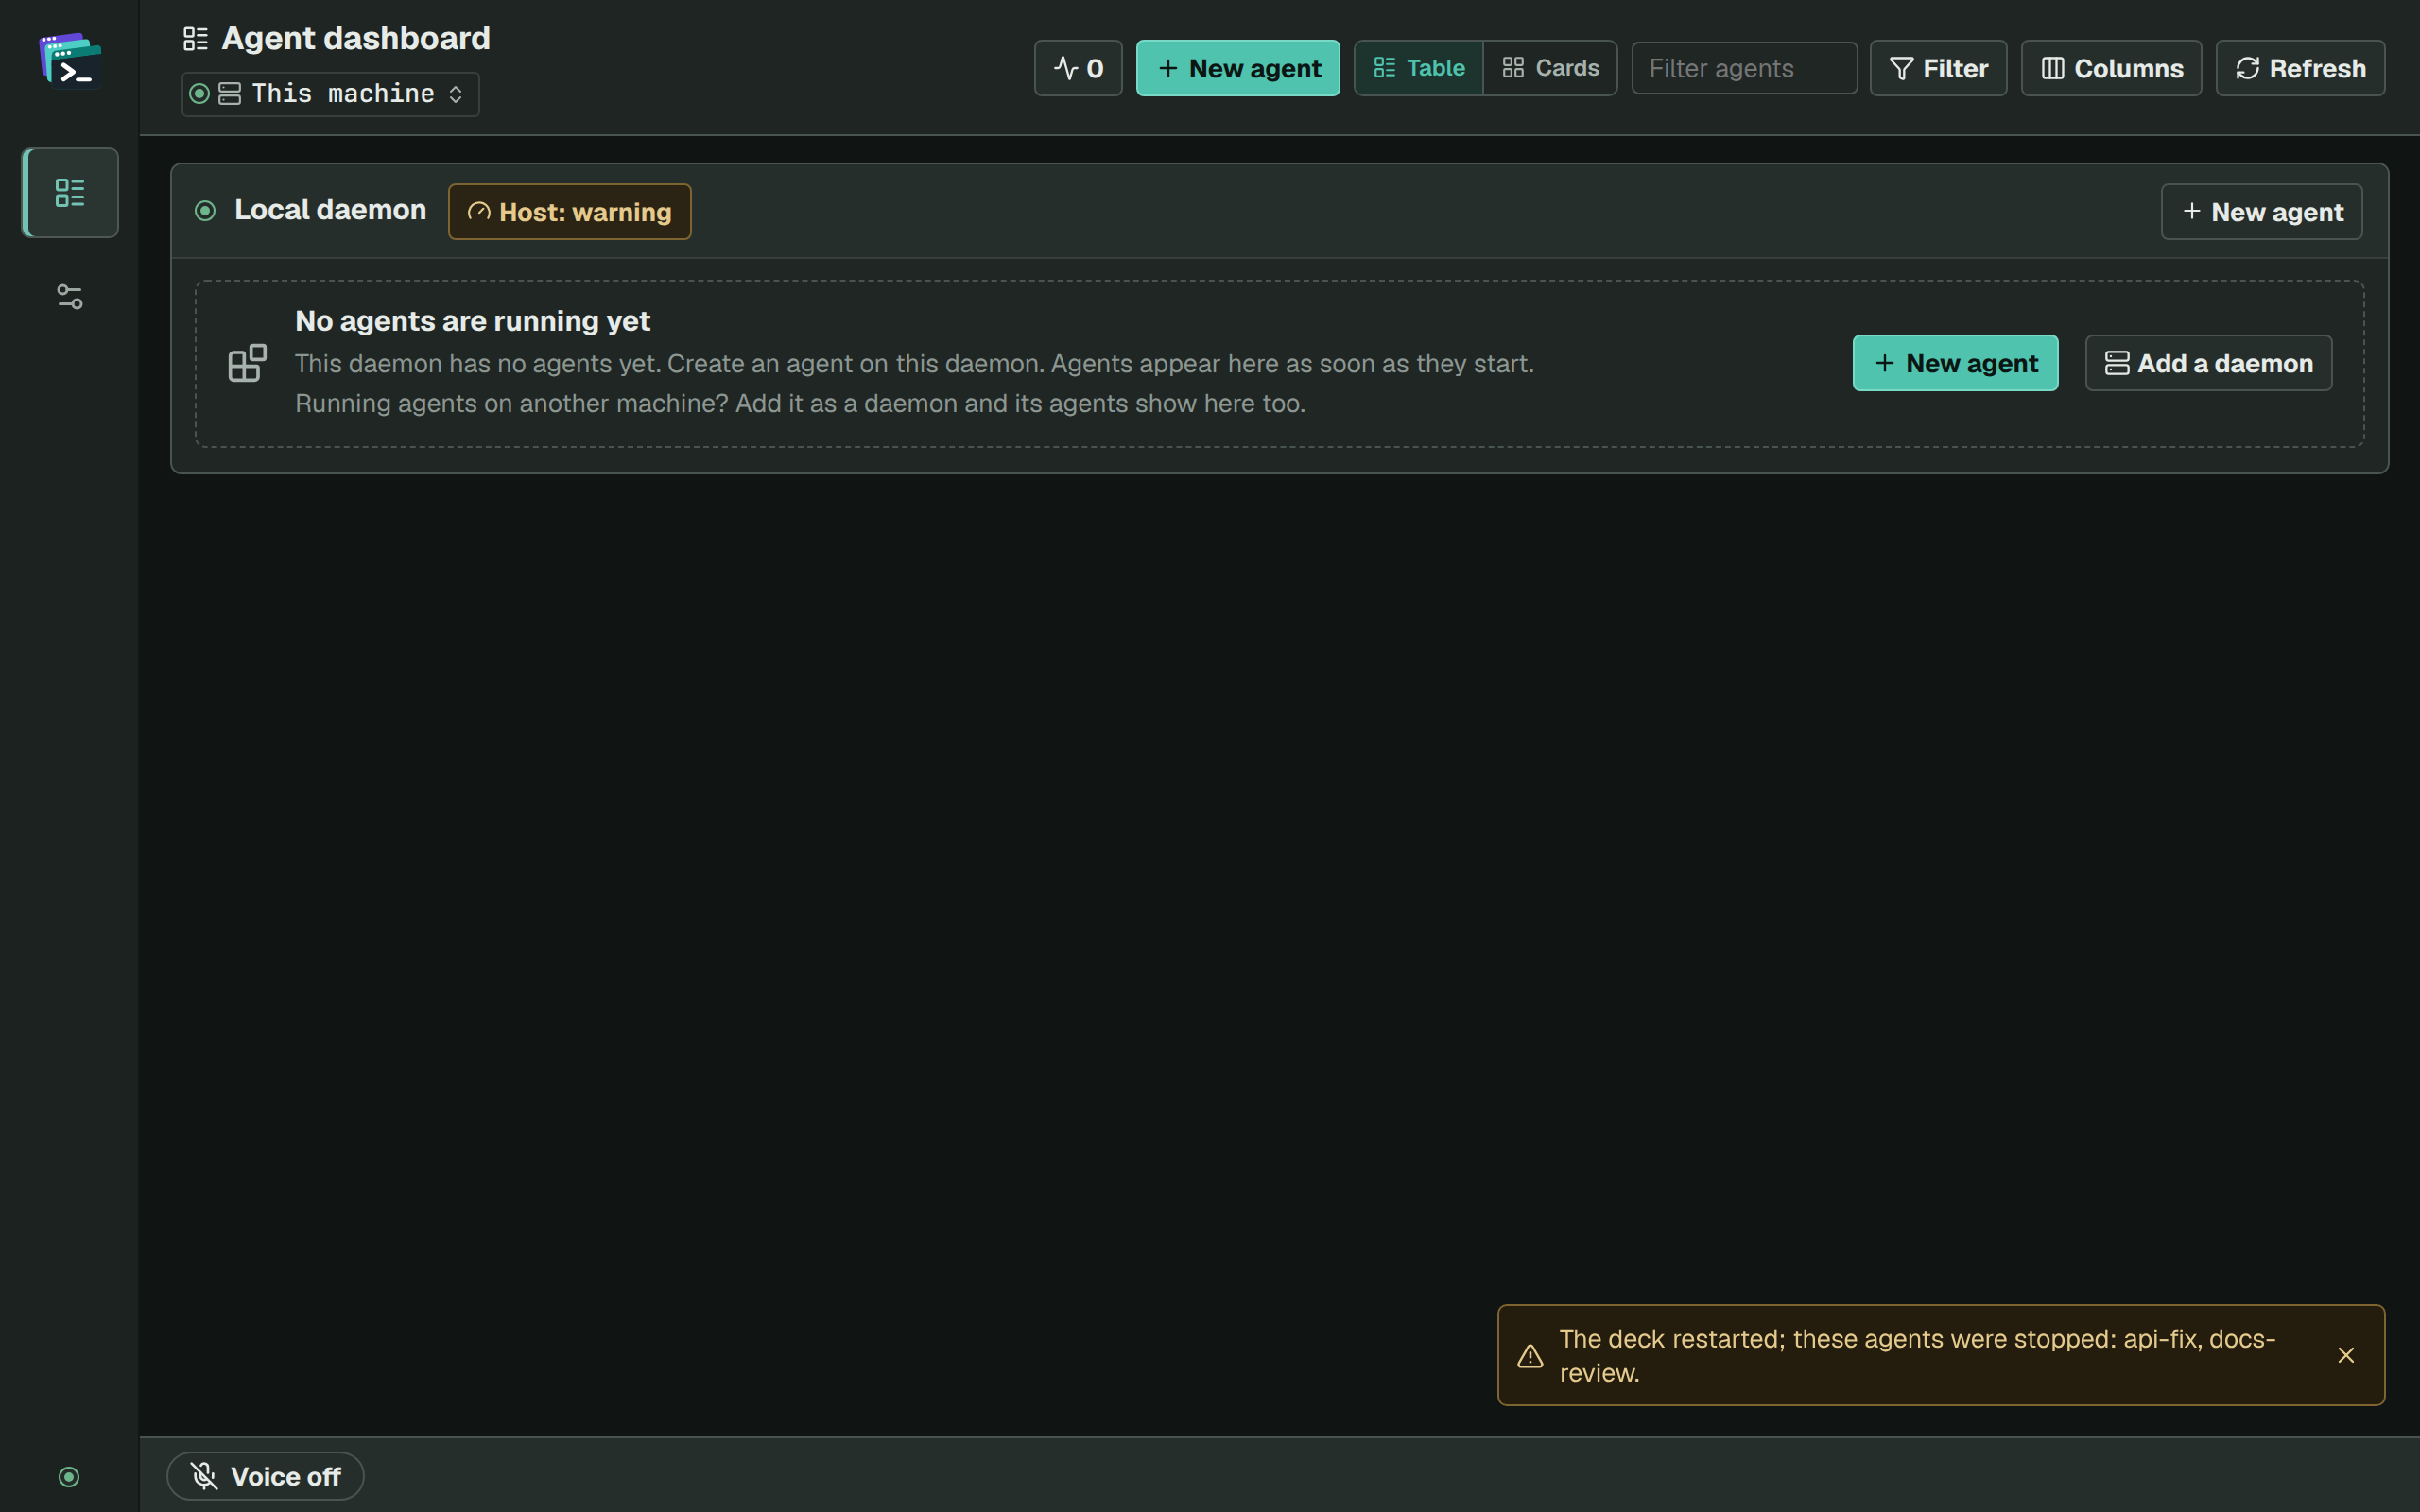 Agent dashboard
This machine
0
New agent
Table
Cards
Filter agents
Filter
Columns
Refresh
Local daemon
Host: warning
New agent
No agents are running yet
This daemon has no agents yet. Create an agent on this daemon. Agents appear here as soon as they start.
Running agents on another machine? Add it as a daemon and its agents show here too.
New agent
Add a daemon
The deck restarted; these agents were stopped: api-fix, docs-
review.
Voice off